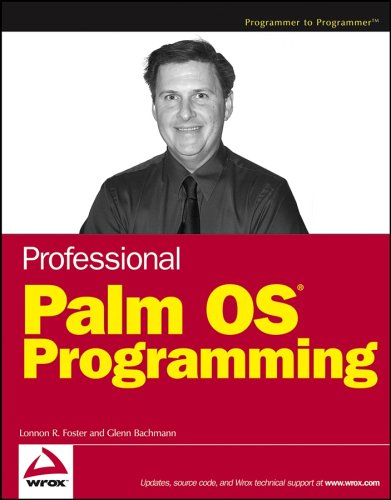 Programmer to Programmer™
Professional
Palm OS®
Programming
Lonnon R. Foster and Glenn Bachmann
wrox™
Updates, source code, and Wrox technical support at www.wrox.com